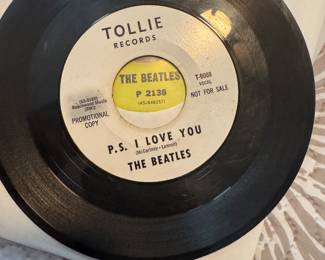 TOLLIE
RECORDS
THE BEATLES
P 2138
T-9008
VOCAL
NOT FOR SALE
PROMOTIONAL
COPY
P.S. I LOVE YOU
(McCartney-Lennon)
THE BEATLES